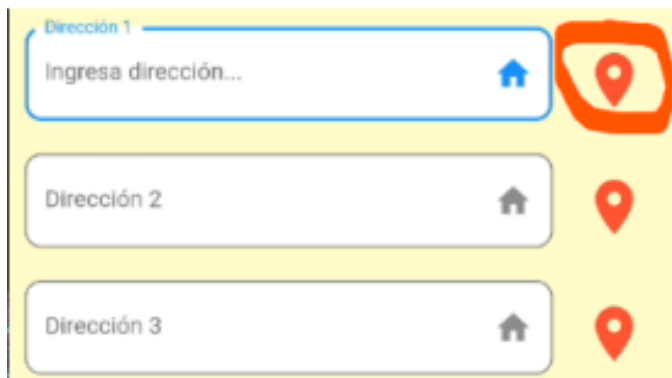 Dirección 1
Ingresa dirección...
Dirección 2
Dirección 3